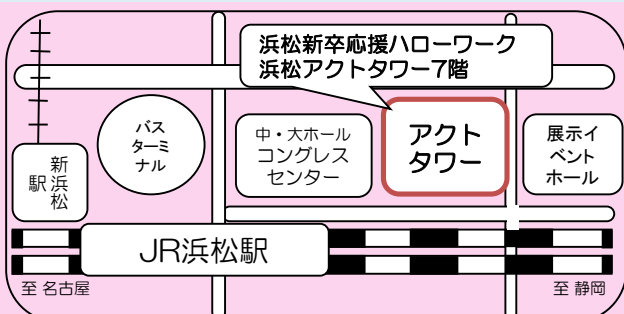 浜松新卒応援ハローワーク
浜松アクトタワー7階
バス
ターミ
ナル
中・大ホール
コングレス
センター
アクト
タワー
展示イ
ベント
ホール
新浜松
駅
JR浜松駅
至 名古屋
至 静岡